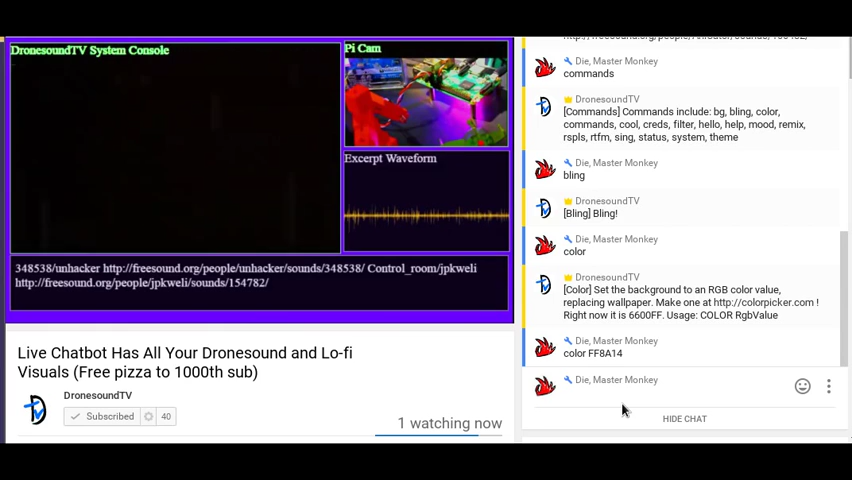 DronesoundTV System Console
Pi Cam
Excerpt Waveform
348538/unhacker http://freesound.org/people/unhacker/sounds/348538/ Control_room/jpkweli
http://freesound.org/people/jpkweli/sounds/154782/
Live Chatbot Has All Your Dronesound and Lo-fi
Visuals (Free pizza to 1000th sub)
DronesoundTV
Subscribed 40
1 watching now
Die, Master Monkey
commands
DronesoundTV
[Commands] Commands include: bg, bling, color,
commands, cool, creds, filter, hello, help, mood, remix,
rspls, rtfm, sing, status, system, theme
Die, Master Monkey
bling
DronesoundTV
[Bling] Bling!
Die, Master Monkey
color
DronesoundTV
[Color] Set the background to an RGB color value,
replacing wallpaper. Make one at http://colorpicker.com !
Right now it is 6600FF. Usage: COLOR RgbValue
Die, Master Monkey
color FF8A14
Die, Master Monkey
HIDE CHAT